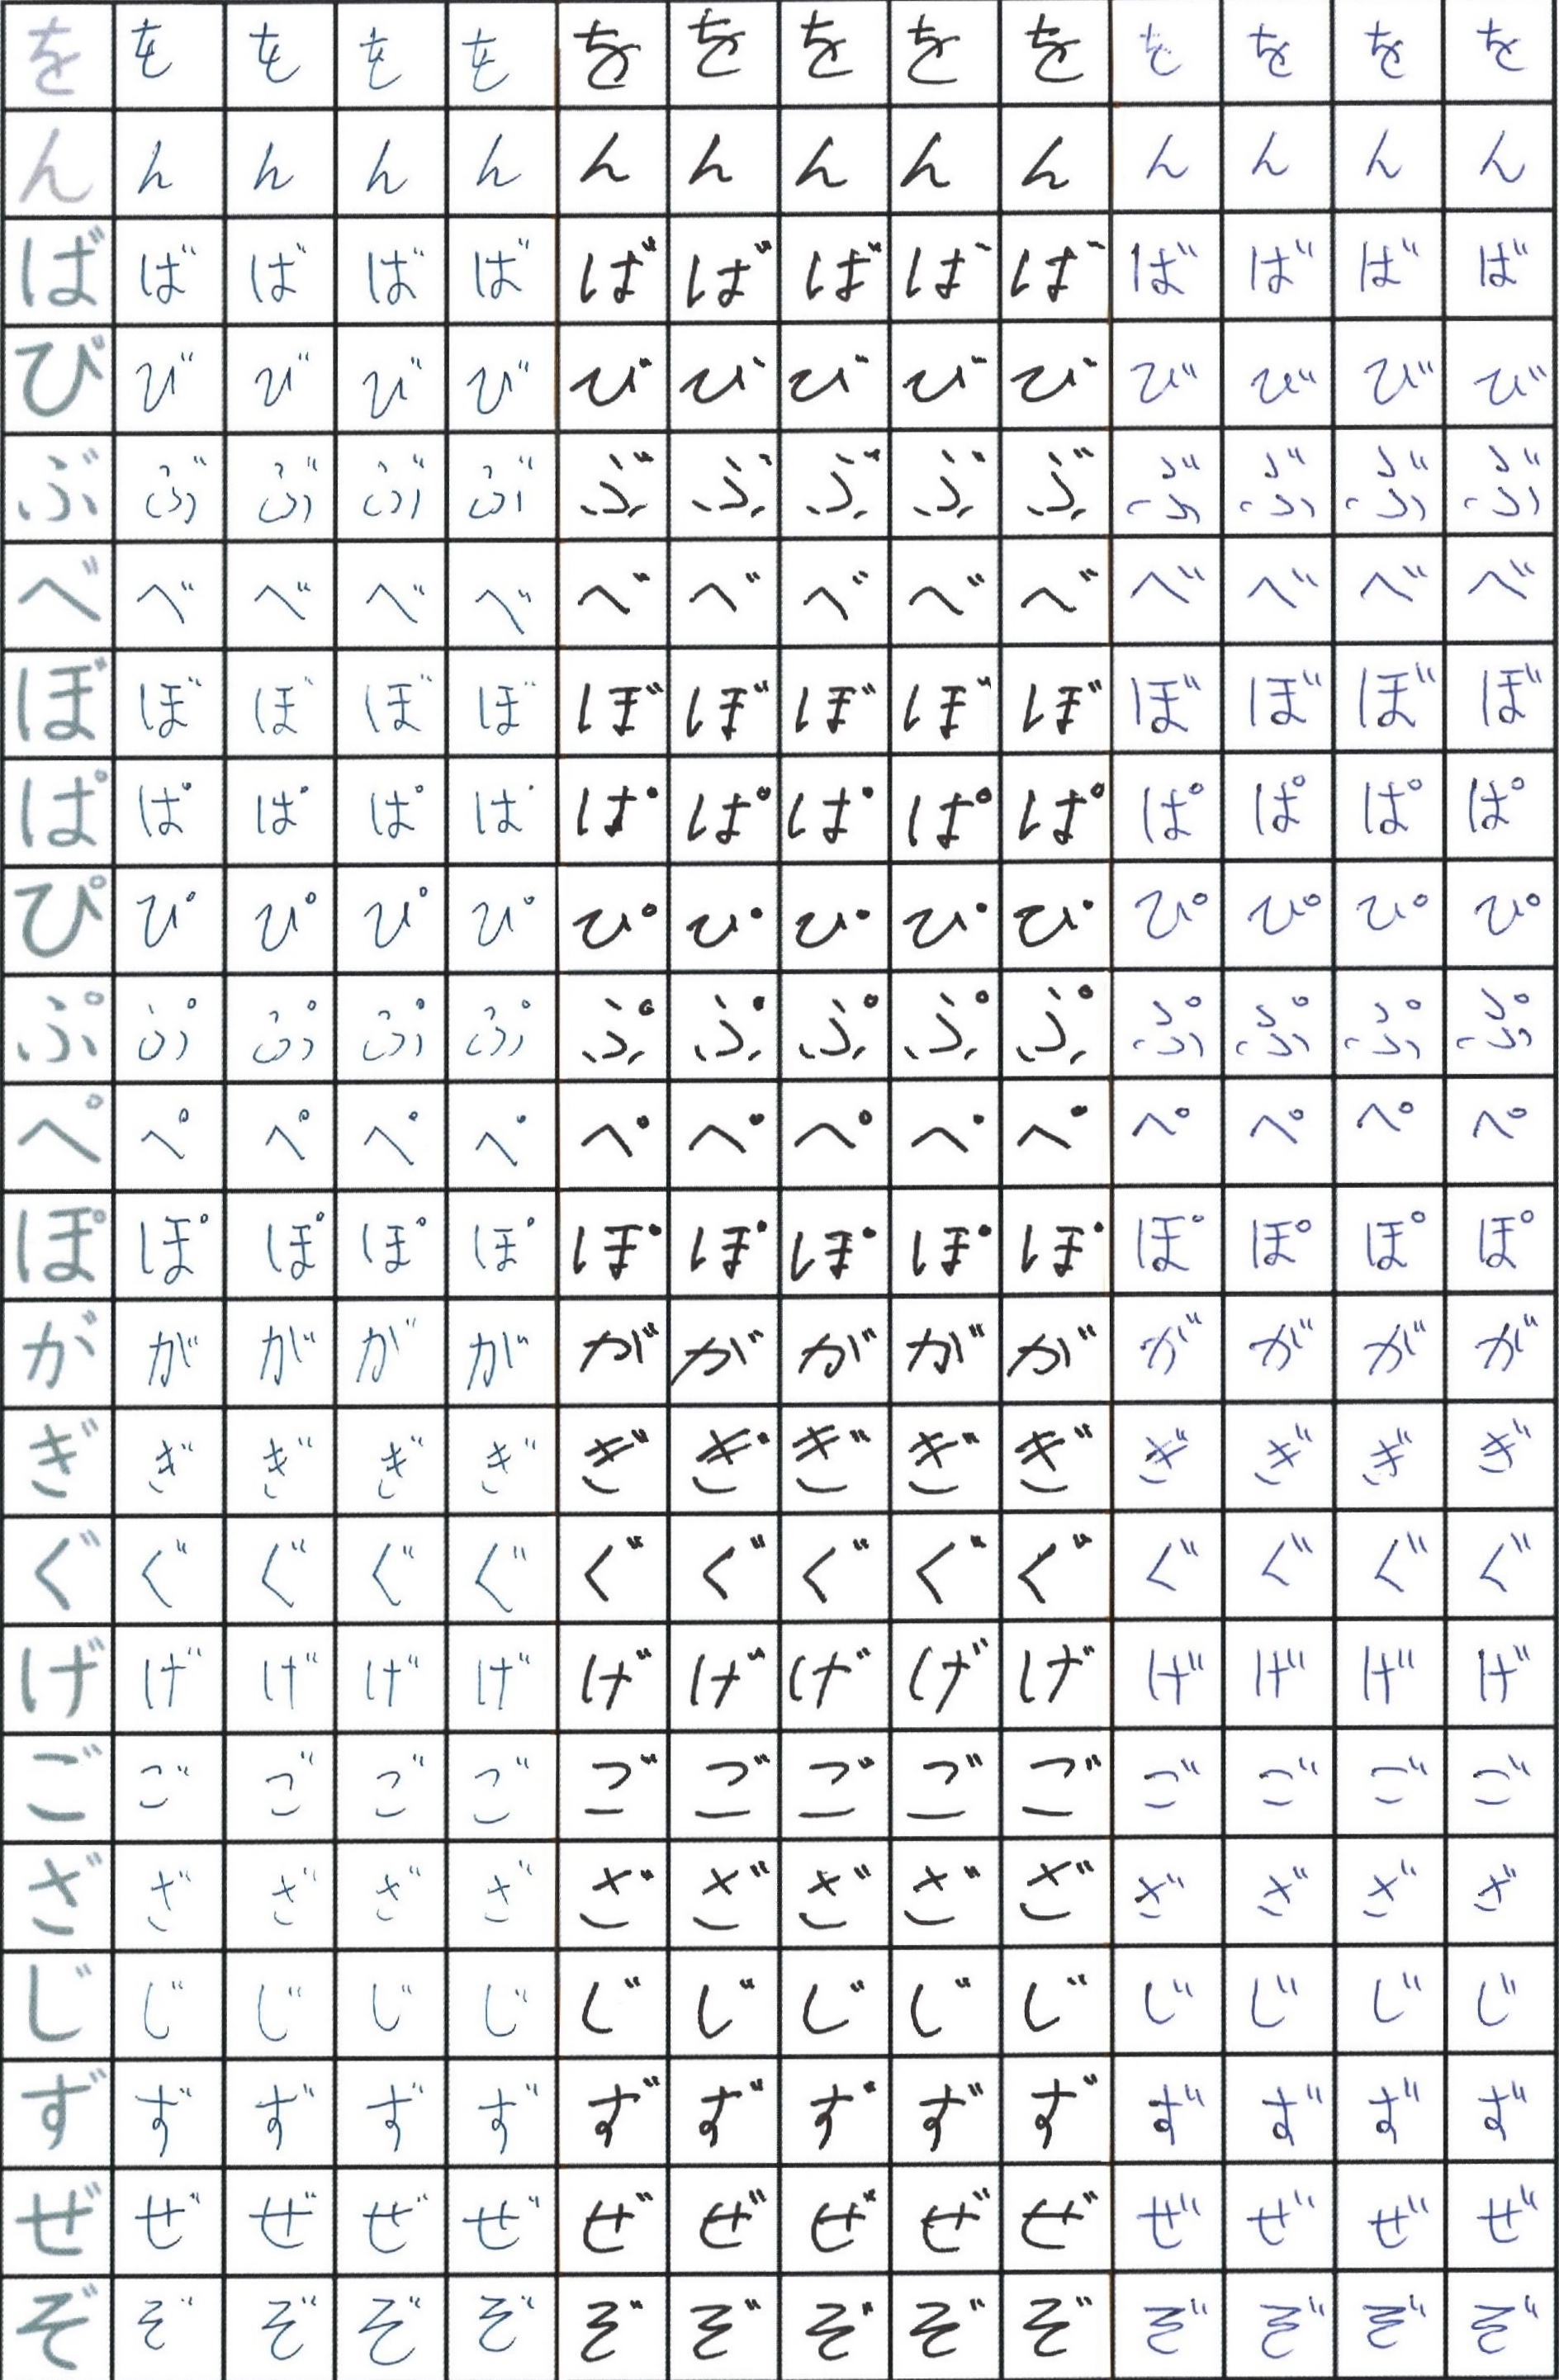 を を を を を を を を を を を を を を
ん ん ん ん ん ん ん ん ん ん ん ん ん ん
ば ば ば ば ば ば ば ば ば ば ば ば ば ば
び び び び び び び び び び び び び び
ぶ ぶ ぶ ぶ ぶ ぶ ぶ ぶ ぶ ぶ ぶ ぶ ぶ ぶ
べ べ べ べ べ べ べ べ べ べ べ べ べ べ
ぼ ぼ ぼ ぼ ぼ ぼ ぼ ぼ ぼ ぼ ぼ ぼ ぼ ぼ
ぱ ぱ ぱ ぱ ぱ ぱ ぱ ぱ ぱ ぱ ぱ ぱ ぱ ぱ
ぴ ぴ ぴ ぴ ぴ ぴ ぴ ぴ ぴ ぴ ぴ ぴ ぴ ぴ
ぷ ぷ ぷ ぷ ぷ ぷ ぷ ぷ ぷ ぷ ぷ ぷ ぷ ぷ
ぺ ぺ ぺ ぺ ぺ ぺ ぺ ぺ ぺ ぺ ぺ ぺ ぺ ぺ
ぽ ぽ ぽ ぽ ぽ ぽ ぽ ぽ ぽ ぽ ぽ ぽ ぽ ぽ
が が が が が が が が が が が が が が
ぎ ぎ ぎ ぎ ぎ ぎ ぎ ぎ ぎ ぎ ぎ ぎ ぎ ぎ
ぐ ぐ ぐ ぐ ぐ ぐ ぐ ぐ ぐ ぐ ぐ ぐ ぐ ぐ
げ げ げ げ げ げ げ げ げ げ げ げ げ げ
ご ご ご ご ご ご ご ご ご ご ご ご ご ご
ざ ざ ざ ざ ざ ざ ざ ざ ざ ざ ざ ざ ざ ざ
じ じ じ じ じ じ じ じ じ じ じ じ じ じ
ず ず ず ず ず ず ず ず ず ず ず ず ず ず
ぜ ぜ ぜ ぜ ぜ ぜ ぜ ぜ ぜ ぜ ぜ ぜ ぜ ぜ
ぞ ぞ ぞ ぞ ぞ ぞ ぞ ぞ ぞ ぞ ぞ ぞ ぞ ぞ